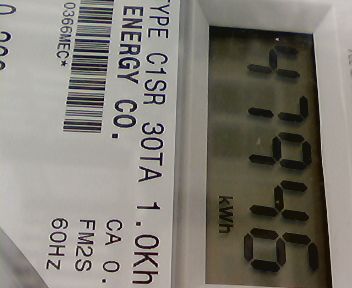 TYPE C1SR 30TA 1.0Kh
ENERGY CO.
CA 0.
FM2S
60HZ
0366MEC*
47946
kWh